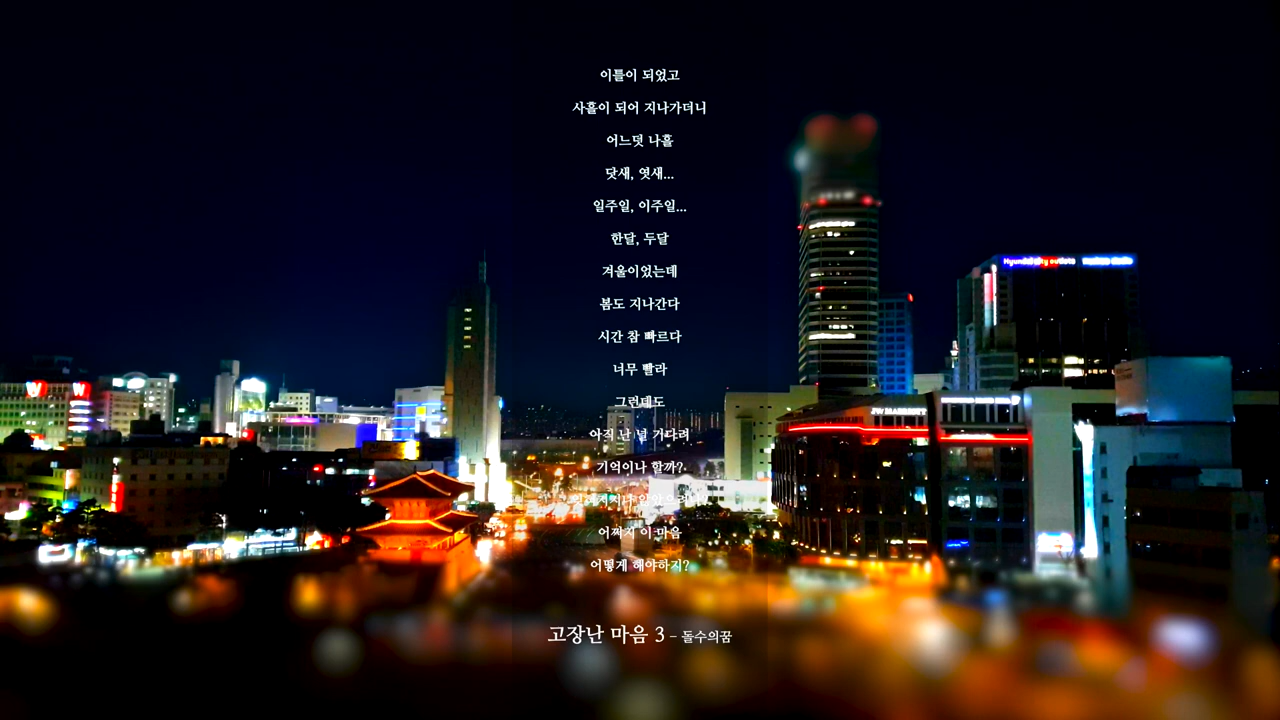 이틀이 되었고
사흘이 되어 지나가더니
어느덧 나흘
닷새, 엿새...
일주일, 이주일...
한달, 두달
겨울이었는데
봄도 지나간다
시간 참 빠르다
너무 빨라
그런데도
아직 난 널 기다려
기억이나 할까?
어쩌지 이 마음
어떻게 해야하지?
고장난 마음 3 - 돌수의꿈
Hyundai city outlets
JW MARRIOTT
W W